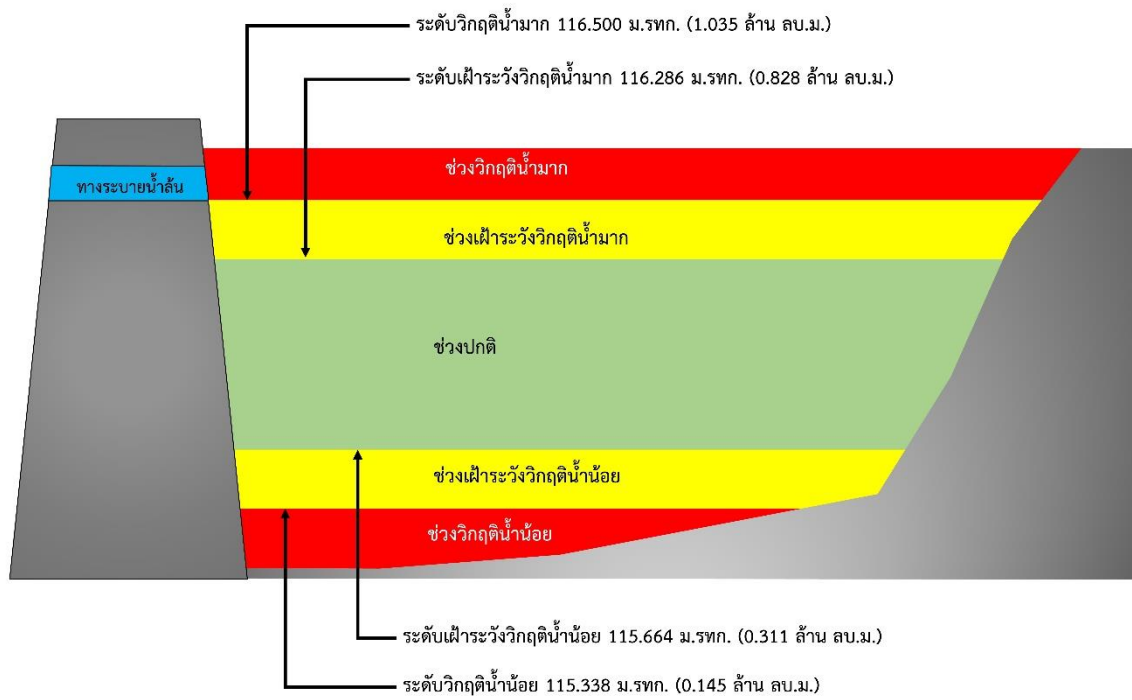 ระดับวิกฤติน้ำมาก 116.500 ม.รทก. (1.035 ล้าน ลบ.ม.)
ระดับเฝ้าระวังวิกฤติน้ำมาก 116.286 ม.รทก. (0.828 ล้าน ลบ.ม.)
ช่วงวิกฤติน้ำมาก
ทางระบายน้ำล้น
ช่วงเฝ้าระวังวิกฤติน้ำมาก
ช่วงปกติ
ช่วงเฝ้าระวังวิกฤติน้ำน้อย
ช่วงวิกฤติน้ำน้อย
ระดับเฝ้าระวังวิกฤติน้ำน้อย 115.664 ม.รทก. (0.311 ล้าน ลบ.ม.)
ระดับวิกฤติน้ำน้อย 115.338 ม.รทก. (0.145 ล้าน ลบ.ม.)